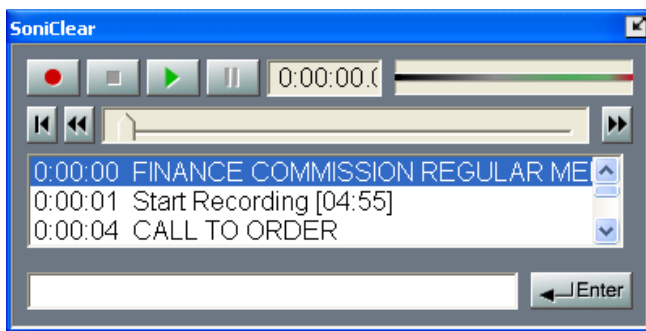 SoniClear
0:00:00.0
0:00:00 FINANCE COMMISSION REGULAR
0:00:01 Start Recording [04:55]
0:00:04 CALL TO ORDER
Enter